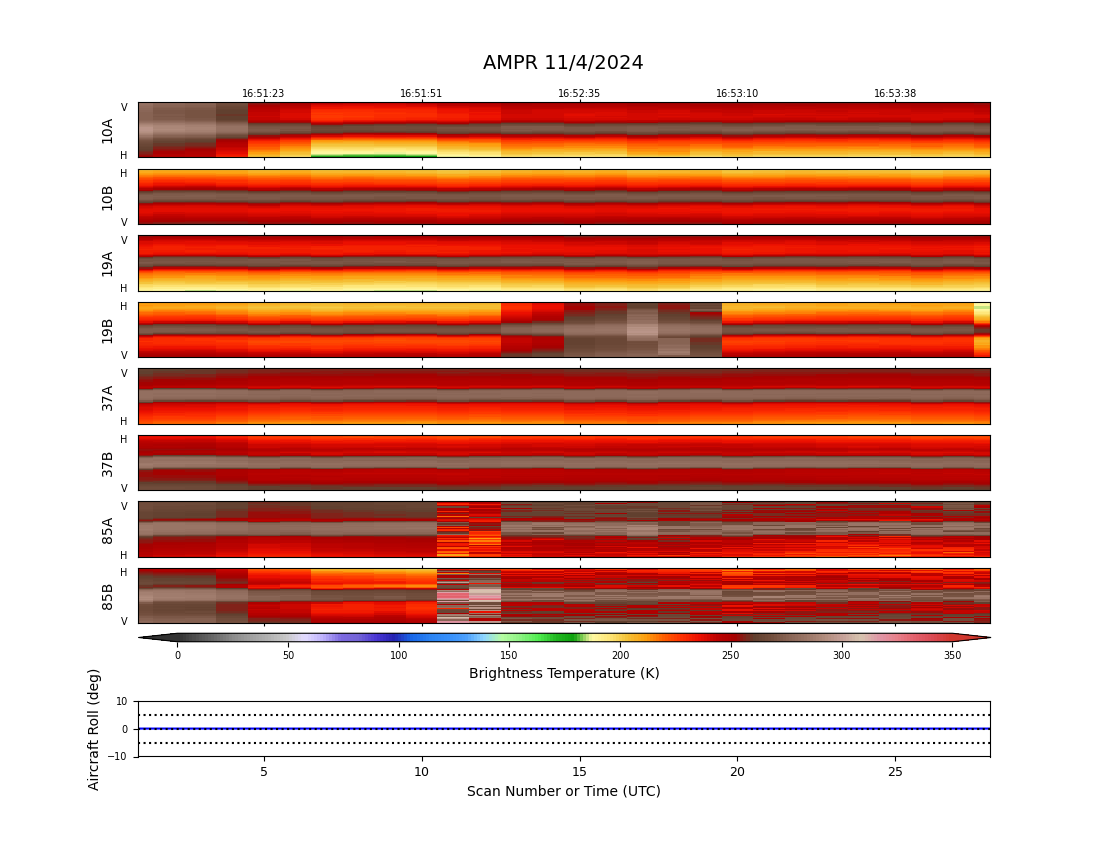 AMPR 11/4/2024
16:51:23 16:51:51 16:52:35 16:53:10 16:53:38
V
10A
H
H
10B
V
V
19A
H
H
19B
V
V
37A
H
H
37B
V
V
85A
H
H
85B
V
0 50 100 150 200 250 300 350
Brightness Temperature (K)
Aircraft Roll (deg)
10
0
−10
5 10 15 20 25
Scan Number or Time (UTC)